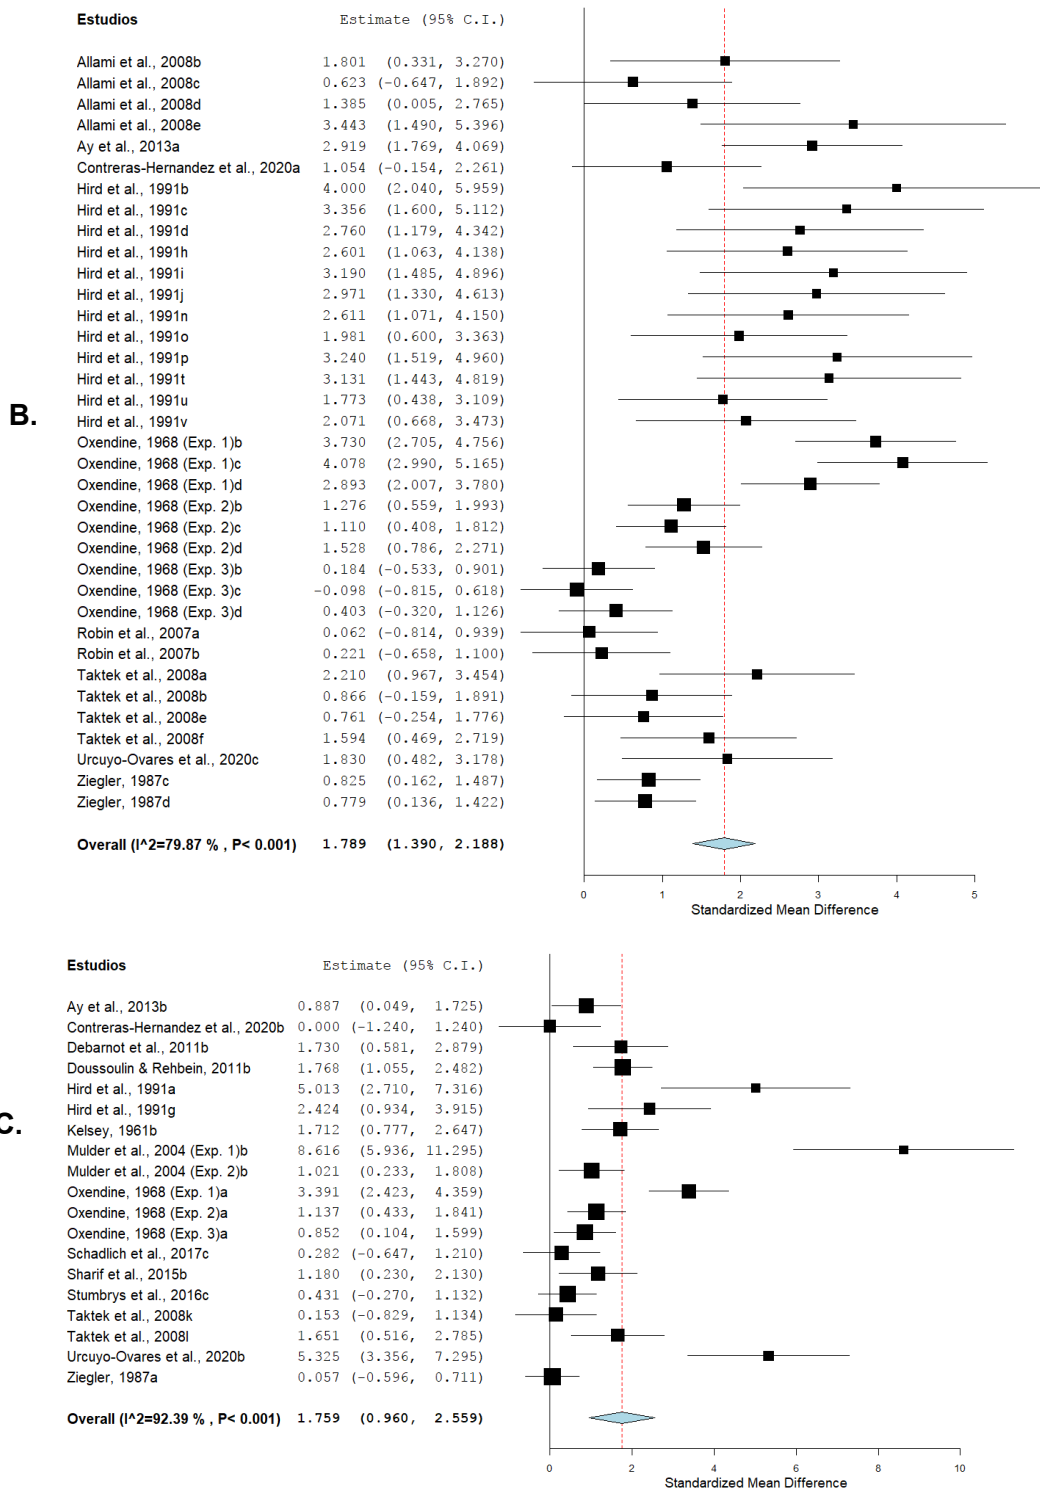 Estudios Estimate (95% C.I.)
Allami et al., 2008b 1.801 (0.331, 3.270)
Allami et al., 2008c 0.623 (-0.647, 1.892)
Allami et al., 2008d 1.385 (0.005, 2.765)
Allami et al., 2008e 3.443 (1.490, 5.396)
Ay et al., 2013a 2.919 (1.769, 4.069)
Contreras-Hernandez et al., 2020a 1.054 (-0.154, 2.261)
Hird et al., 1991b 4.000 (2.040, 5.959)
Hird et al., 1991c 3.356 (1.600, 5.112)
Hird et al., 1991d 2.760 (1.179, 4.342)
Hird et al., 1991h 2.601 (1.063, 4.138)
Hird et al., 1991i 3.190 (1.485, 4.896)
Hird et al., 1991j 2.971 (1.330, 4.613)
Hird et al., 1991n 2.611 (1.071, 4.150)
Hird et al., 1991o 1.981 (0.600, 3.363)
Hird et al., 1991p 3.240 (1.519, 4.960)
Hird et al., 1991t 3.131 (1.443, 4.819)
Hird et al., 1991u 1.773 (0.438, 3.109)
B.
Hird et al., 1991v 2.071 (0.668, 3.473)
Oxendine, 1968 (Exp. 1)b 3.730 (2.705, 4.756)
Oxendine, 1968 (Exp. 1)c 4.078 (2.990, 5.165)
Oxendine, 1968 (Exp. 1)d 2.893 (2.007, 3.780)
Oxendine, 1968 (Exp. 2)b 1.276 (0.559, 1.993)
Oxendine, 1968 (Exp. 2)c 1.110 (0.408, 1.812)
Oxendine, 1968 (Exp. 2)d 1.528 (0.786, 2.271)
Oxendine, 1968 (Exp. 3)b 0.184 (-0.533, 0.901)
Oxendine, 1968 (Exp. 3)c -0.098 (-0.815, 0.618)
Oxendine, 1968 (Exp. 3)d 0.403 (-0.320, 1.126)
Robin et al., 2007a 0.062 (-0.814, 0.939)
Robin et al., 2007b 0.221 (-0.658, 1.100)
Taktek et al., 2008a 2.210 (0.967, 3.454)
Taktek et al., 2008b 0.866 (-0.159, 1.891)
Taktek et al., 2008e 0.761 (-0.254, 1.776)
Taktek et al., 2008f 1.594 (0.469, 2.719)
Urcuyo-Ovares et al., 2020c 1.830 (0.482, 3.178)
Ziegler, 1987c 0.825 (0.162, 1.487)
Ziegler, 1987d 0.779 (0.136, 1.422)
Overall (I^2=79.87 % , P< 0.001) 1.789 (1.390, 2.188)
0 1 2 3 4 5
Standardized Mean Difference
Estudios Estimate (95% C.I.)
Ay et al., 2013b 0.887 (0.049, 1.725)
Contreras-Hernandez et al., 2020b 0.000 (-1.240, 1.240)
Debarnot et al., 2011b 1.730 (0.581, 2.879)
Doussoulin & Rehbein, 2011b 1.768 (1.055, 2.482)
Hird et al., 1991a 5.013 (2.710, 7.316)
Hird et al., 1991g 2.424 (0.934, 3.915)
C.
Kelsey, 1961b 1.712 (0.777, 2.647)
Mulder et al., 2004 (Exp. 1)b 8.616 (5.936, 11.295)
Mulder et al., 2004 (Exp. 2)b 1.021 (0.233, 1.808)
Oxendine, 1968 (Exp. 1)a 3.391 (2.423, 4.359)
Oxendine, 1968 (Exp. 2)a 1.137 (0.433, 1.841)
Oxendine, 1968 (Exp. 3)a 0.852 (0.104, 1.599)
Schadlich et al., 2017c 0.282 (-0.647, 1.210)
Sharif et al., 2015b 1.180 (0.230, 2.130)
Stumbrys et al., 2016c 0.431 (-0.270, 1.132)
Taktek et al., 2008k 0.153 (-0.829, 1.134)
Taktek et al., 2008l 1.651 (0.516, 2.785)
Urcuyo-Ovares et al., 2020b 5.325 (3.356, 7.295)
Ziegler, 1987a 0.057 (-0.596, 0.711)
Overall (I^2=92.39 % , P< 0.001) 1.759 (0.960, 2.559)
0 2 4 6 8 10
Standardized Mean Difference